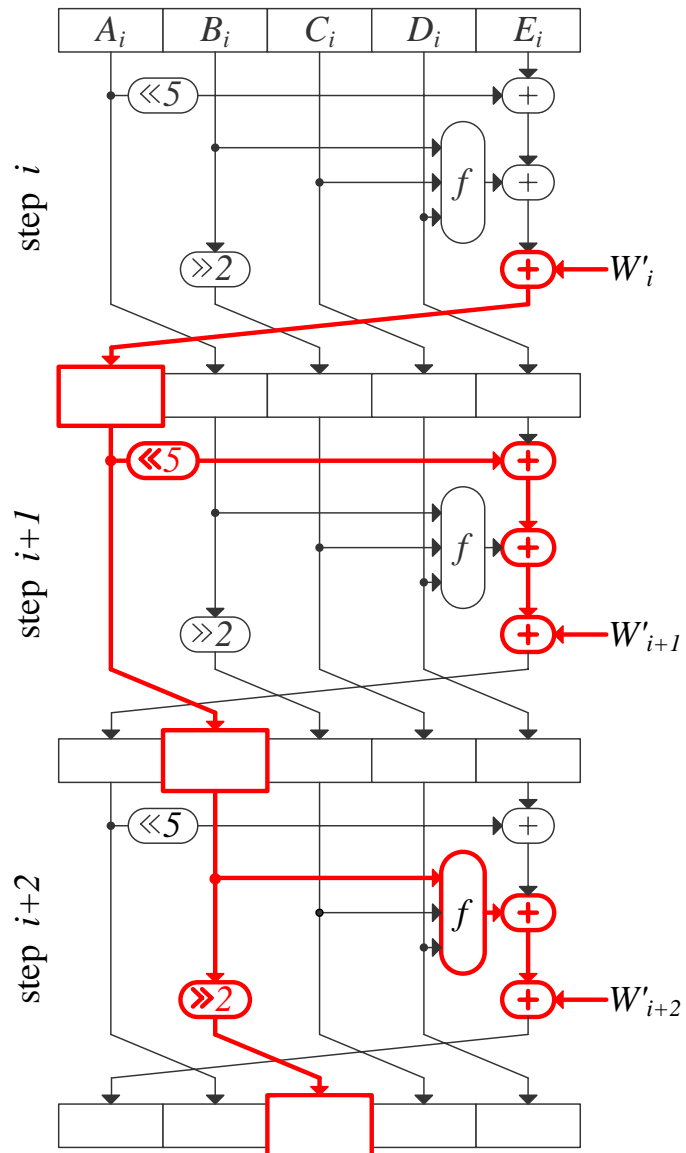 A_i B_i C_i D_i E_i
≪5 +
step i
f +
≫2 + W'_i
≪5 +
step i+1
f +
≫2 + W'_{i+1}
≪5 +
step i+2
f +
≫2 + W'_{i+2}